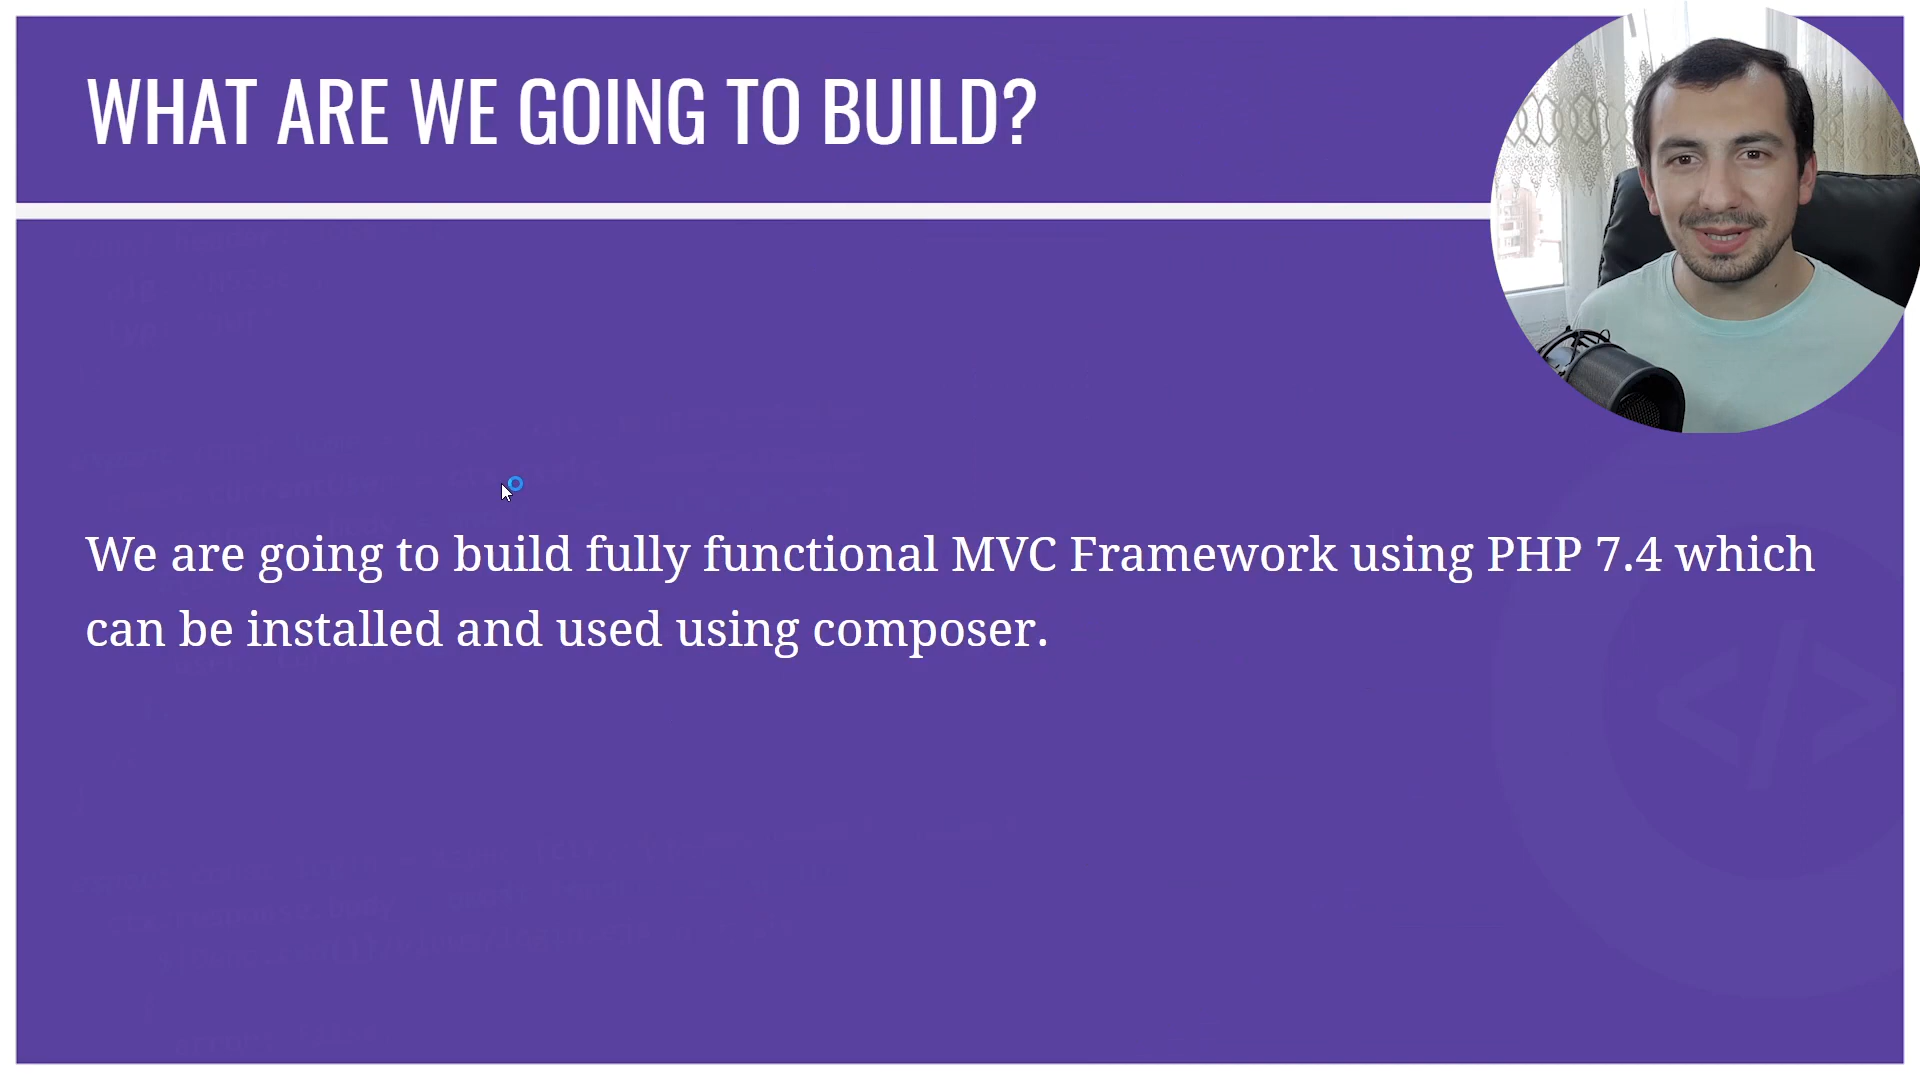 WHAT ARE WE GOING TO BUILD?
We are going to build fully functional MVC Framework using PHP 7.4 which
can be installed and used using composer.